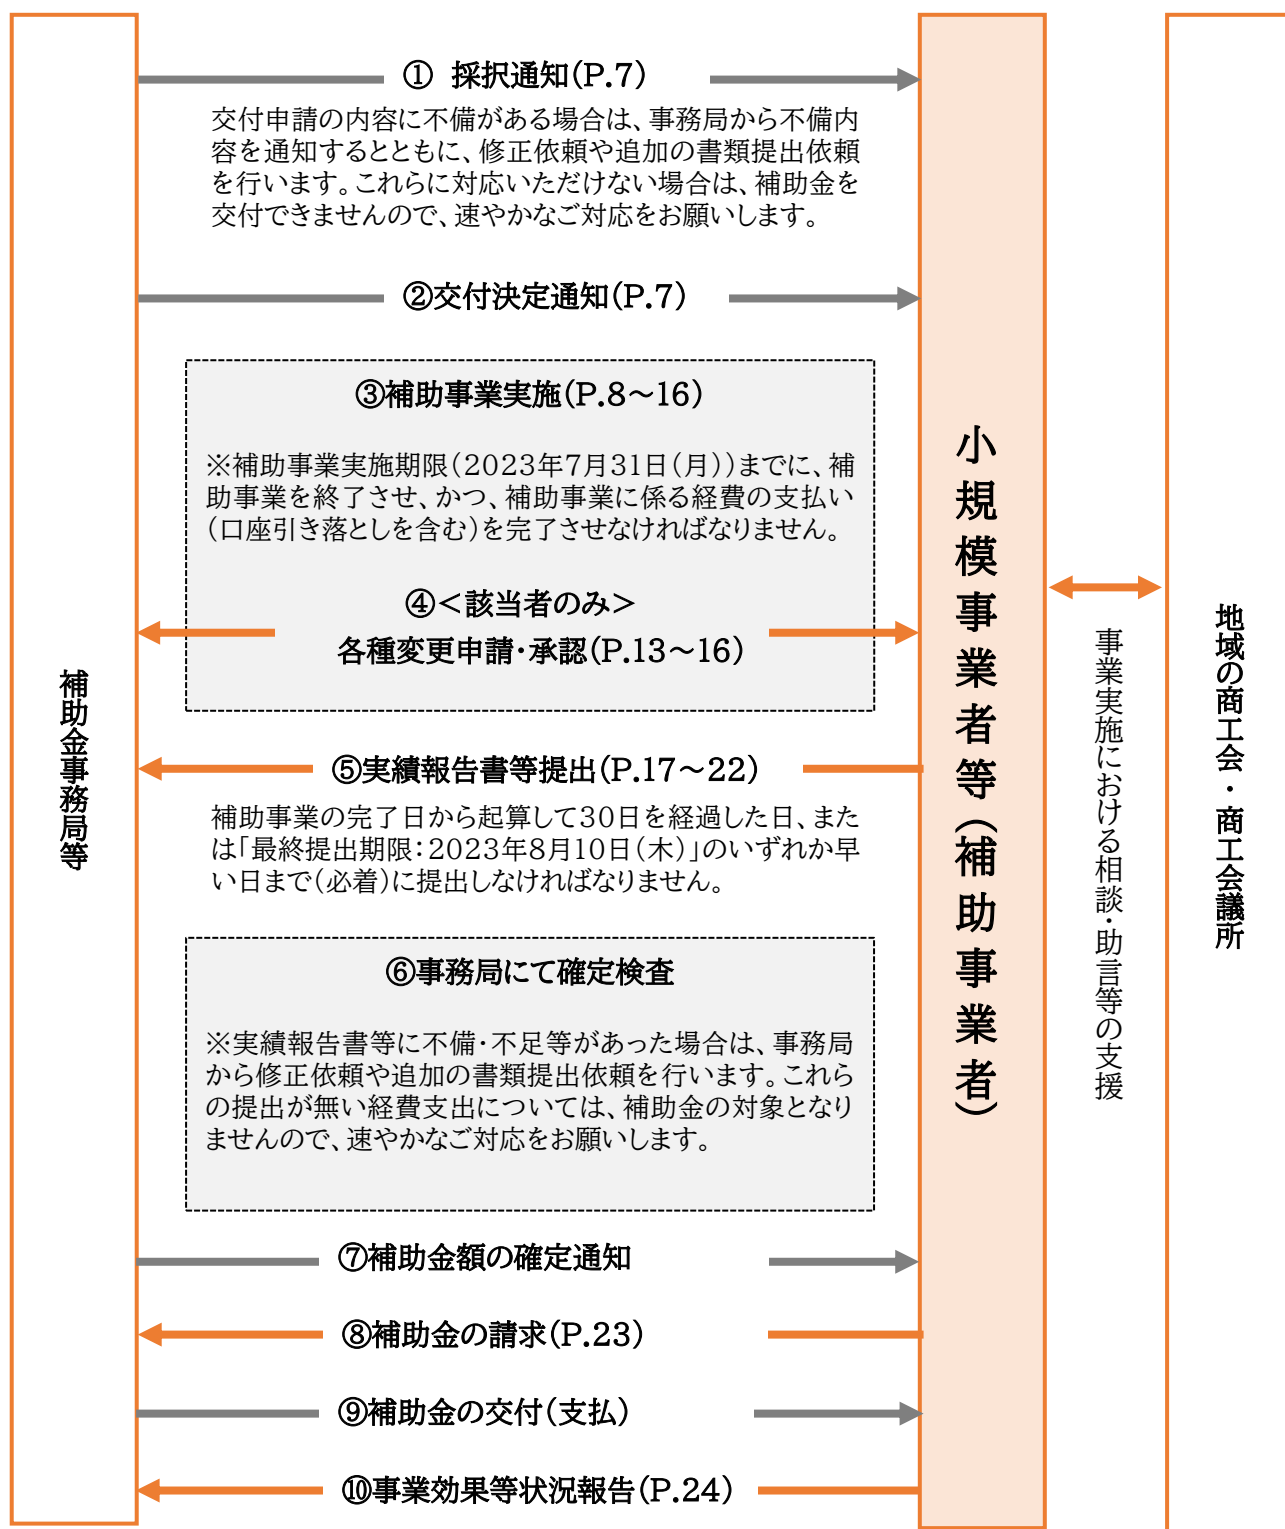 ① 採択通知(P.7)
交付申請の内容に不備がある場合は、事務局から不備内
容を通知するとともに、修正依頼や追加の書類提出依頼
を行います。これらに対応いただけない場合は、補助金を
交付できませんので、速やかなご対応をお願いします。
②交付決定通知(P.7)
③補助事業実施(P.8～16)
※補助事業実施期限(2023年7月31日(月))までに、補
助事業を終了させ、かつ、補助事業に係る経費の支払い
(口座引き落としを含む)を完了させなければなりません。
④＜該当者のみ＞
各種変更申請・承認(P.13～16)
⑤実績報告書等提出(P.17～22)
補助事業の完了日から起算して30日を経過した日、また
は「最終提出期限：2023年8月10日(木)」のいずれか早
い日まで(必着)に提出しなければなりません。
⑥事務局にて確定検査
※実績報告書等に不備・不足等があった場合は、事務局
から修正依頼や追加の書類提出依頼を行います。これら
の提出が無い経費支出については、補助金の対象となり
ませんので、速やかなご対応をお願いします。
⑦補助金額の確定通知
⑧補助金の請求(P.23)
⑨補助金の交付(支払)
⑩事業効果等状況報告(P.24)
補助金事務局等
小規模事業者等(補助事業者)
事業実施における相談・助言等の支援
地域の商工会・商工会議所